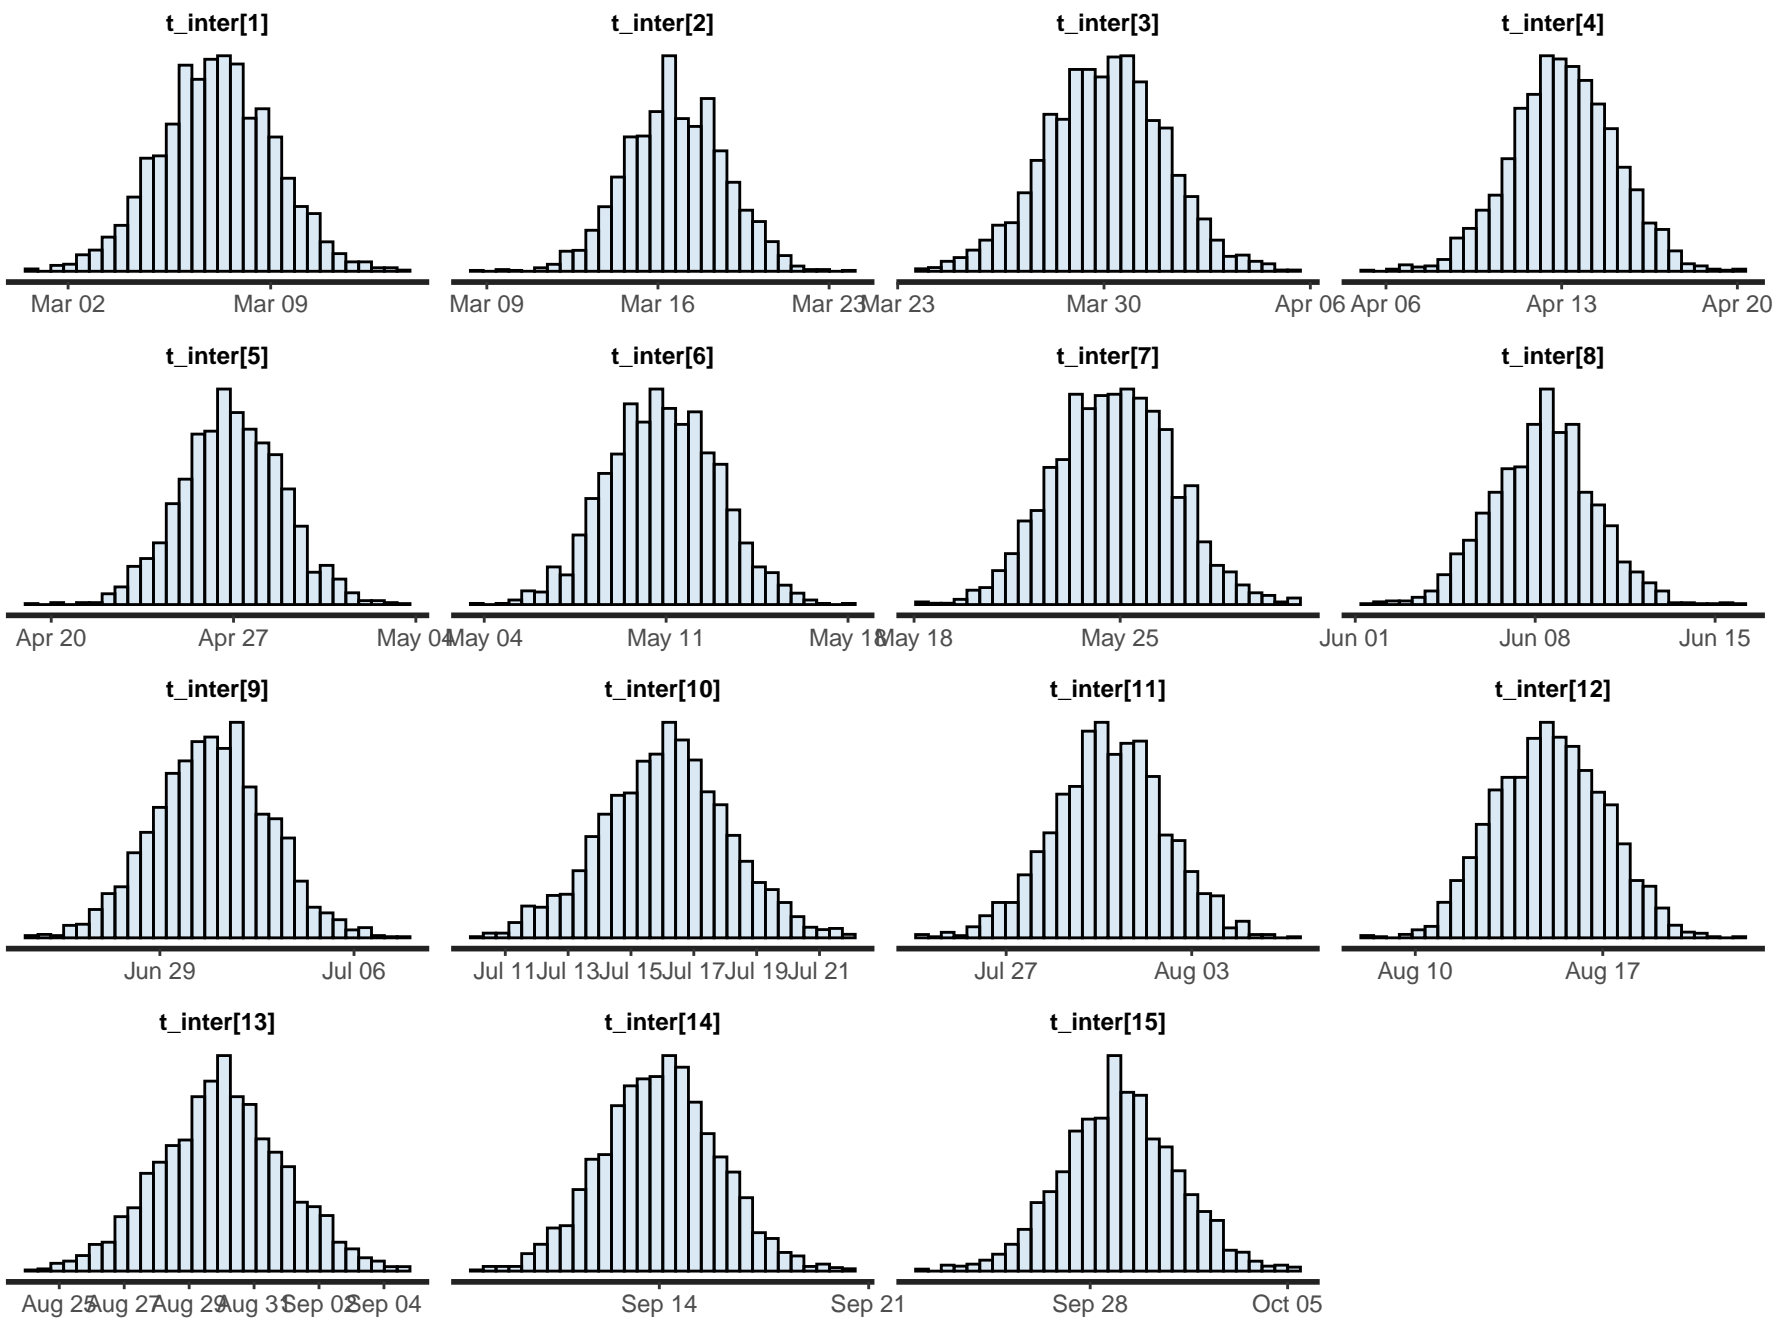 t_inter[1] t_inter[2] t_inter[3] t_inter[4]
Mar 02 Mar 09 Mar 09 Mar 16 Mar 23 Mar 23 Mar 30 Apr 06 Apr 06 Apr 13 Apr 20
t_inter[5] t_inter[6] t_inter[7] t_inter[8]
Apr 20 Apr 27 May 04 May 04 May 11 May 18 May 18 May 25 Jun 01 Jun 08 Jun 15
t_inter[9] t_inter[10] t_inter[11] t_inter[12]
Jun 29 Jul 06 Jul 11 Jul 13 Jul 15 Jul 17 Jul 19 Jul 21 Jul 27 Aug 03 Aug 10 Aug 17
t_inter[13] t_inter[14] t_inter[15]
Aug 25 Aug 27 Aug 29 Aug 31 Sep 02 Sep 04 Sep 14 Sep 21 Sep 28 Oct 05